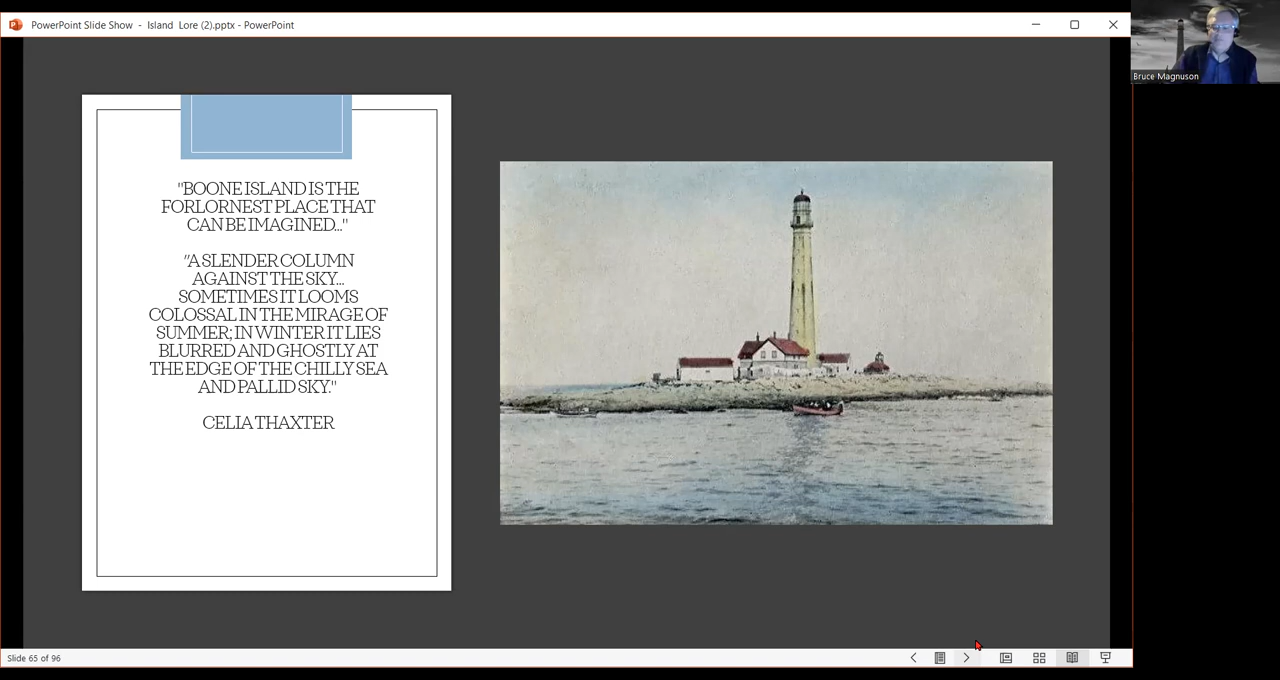 PowerPoint Slide Show - Island Lore (2).pptx - PowerPoint
Bruce Magnuson
"BOONE ISLAND IS THE
FORLORNEST PLACE THAT
CAN BE IMAGINED..."
"A SLENDER COLUMN
AGAINST THE SKY...
SOMETIMES IT LOOMS
COLOSSAL IN THE MIRAGE OF
SUMMER; IN WINTER IT LIES
BLURRED AND GHOSTLY AT
THE EDGE OF THE CHILLY SEA
AND PALLID SKY."
CELIA THAXTER
Slide 65 of 96